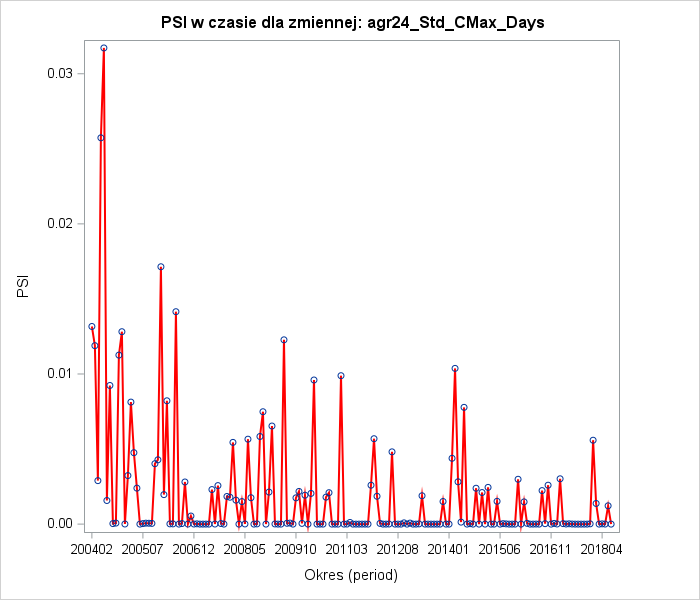 PSI w czasie dla zmiennej: agr24_Std_CMax_Days
0.03
0.02
0.01
0.00
PSI
200402 200507 200612 200805 200910 201103 201208 201401 201506 201611 201804
Okres (period)